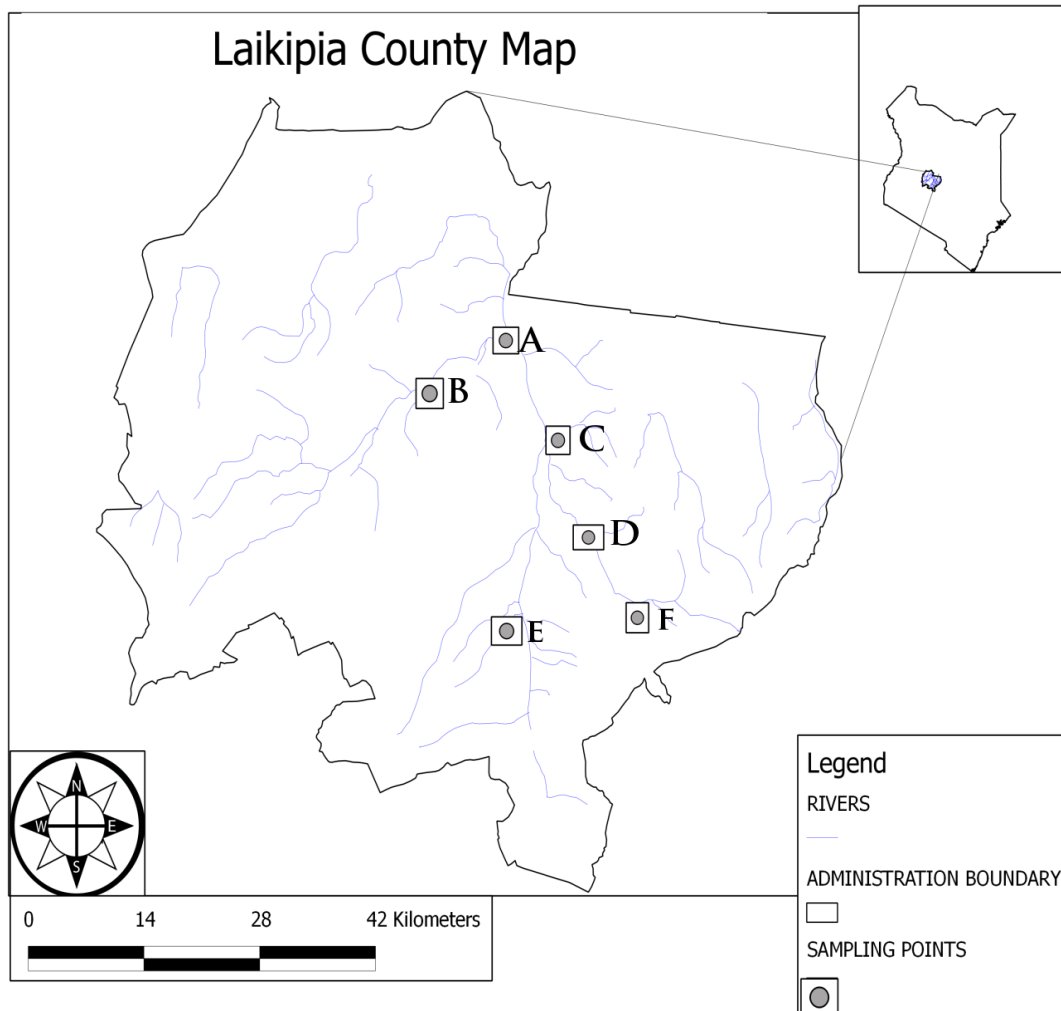 Laikipia County Map
A
B
C
D
E
F
N
W E
S
0 14 28 42 Kilometers
Legend
RIVERS
ADMINISTRATION BOUNDARY
SAMPLING POINTS